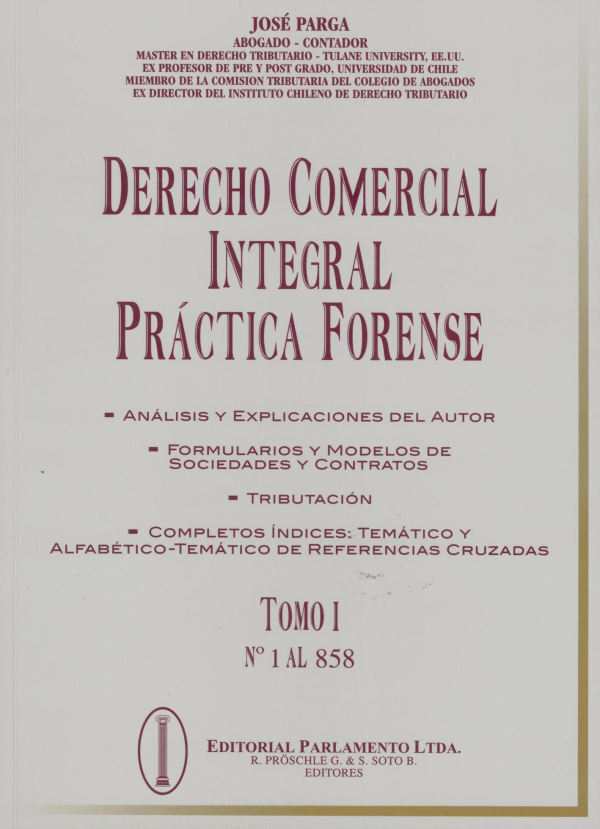 JOSÉ PARGA
ABOGADO - CONTADOR
MASTER EN DERECHO TRIBUTARIO - TULANE UNIVERSITY, EE.UU.
EX PROFESOR DE PRE Y POST GRADO, UNIVERSIDAD DE CHILE
MIEMBRO DE LA COMISION TRIBUTARIA DEL COLEGIO DE ABOGADOS
EX DIRECTOR DEL INSTITUTO CHILENO DE DERECHO TRIBUTARIO
DERECHO COMERCIAL
INTEGRAL
PRÁCTICA FORENSE
- ANÁLISIS Y EXPLICACIONES DEL AUTOR
- FORMULARIOS Y MODELOS DE
SOCIEDADES Y CONTRATOS
- TRIBUTACIÓN
- COMPLETOS ÍNDICES: TEMÁTICO Y
ALFABÉTICO-TEMÁTICO DE REFERENCIAS CRUZADAS
TOMO I
Nº 1 AL 858
EDITORIAL PARLAMENTO LTDA.
R. PRÖSCHLE G. & S. SOTO B.
EDITORES